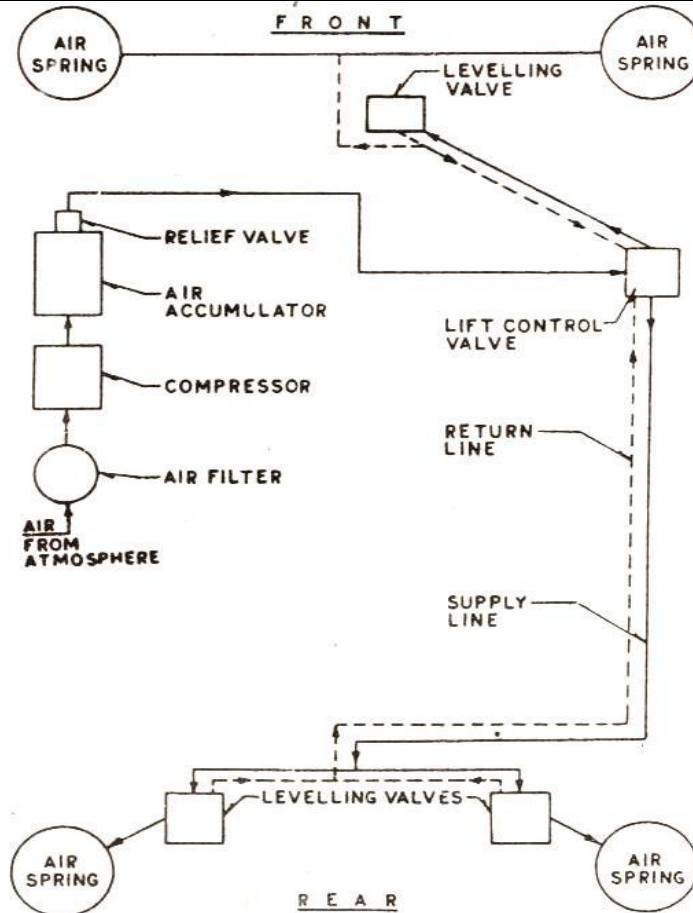 FRONT
AIR
SPRING
AIR
SPRING
LEVELLING
VALVE
RELIEF VALVE
AIR
ACCUMULATOR
LIFT CONTROL
VALVE
COMPRESSOR
RETURN
LINE
AIR FILTER
AIR
FROM
ATMOSPHERE
SUPPLY
LINE
LEVELLING VALVES
AIR
SPRING
AIR
SPRING
REAR